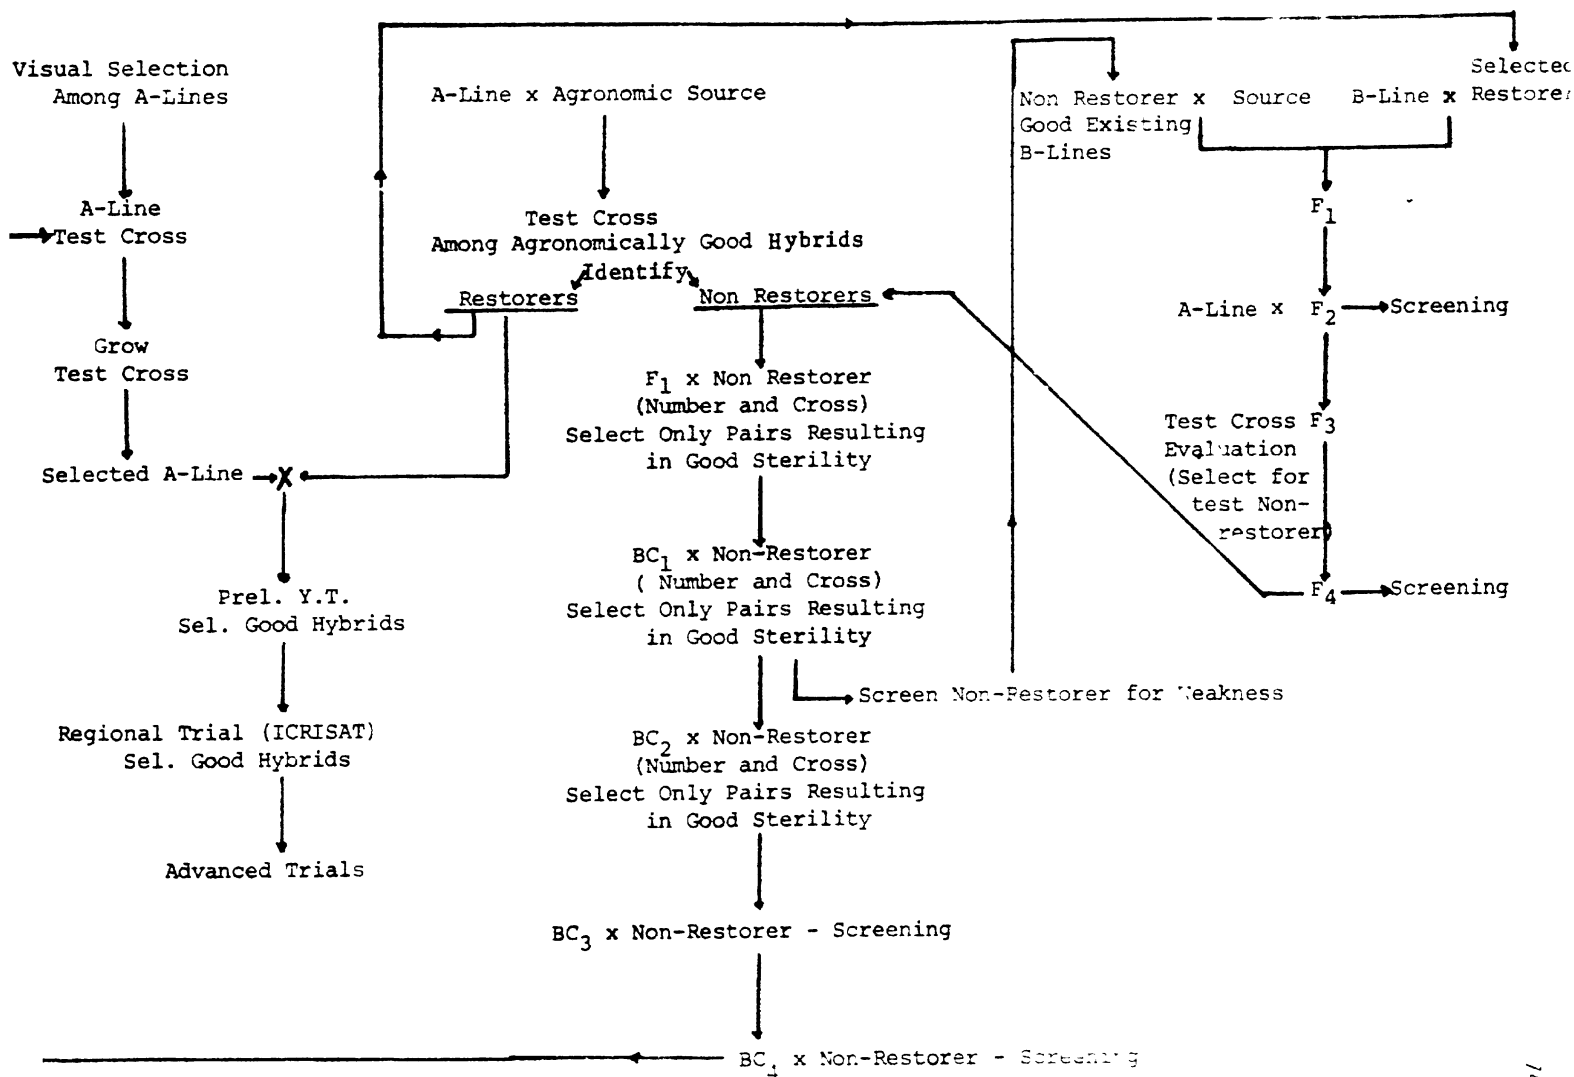 Visual Selection
Among A-Lines
A-Line
Test Cross
Grow
Test Cross
Selected A-Line
X
Prel. Y.T.
Sel. Good Hybrids
Regional Trial (ICRISAT)
Sel. Good Hybrids
Advanced Trials
A-Line x Agronomic Source
Test Cross
Among Agronomically Good Hybrids
Identify
Restorers
Non Restorers
F1 x Non Restorer
(Number and Cross)
Select Only Pairs Resulting
in Good Sterility
BC1 x Non-Restorer
( Number and Cross)
Select Only Pairs Resulting
in Good Sterility
Screen Non-Restorer for Weakness
BC2 x Non-Restorer
(Number and Cross)
Select Only Pairs Resulting
in Good Sterility
BC3 x Non-Restorer - Screening
BC4 x Non-Restorer - Screening
Non Restorer x Source
Good Existing
B-Lines
B-Line x Selected
Restorer
F1
A-Line x F2
Screening
Test Cross F3
Evaluation
(Select for
test Non-
restorer)
F4
Screening